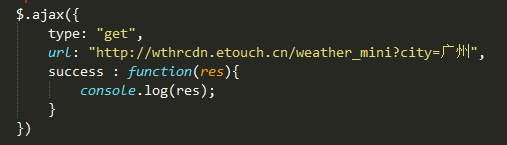 $.ajax({
type: "get",
url: "http://wthrcdn.etouch.cn/weather_mini?city=广州",
success : function(res){
console.log(res);
}
})